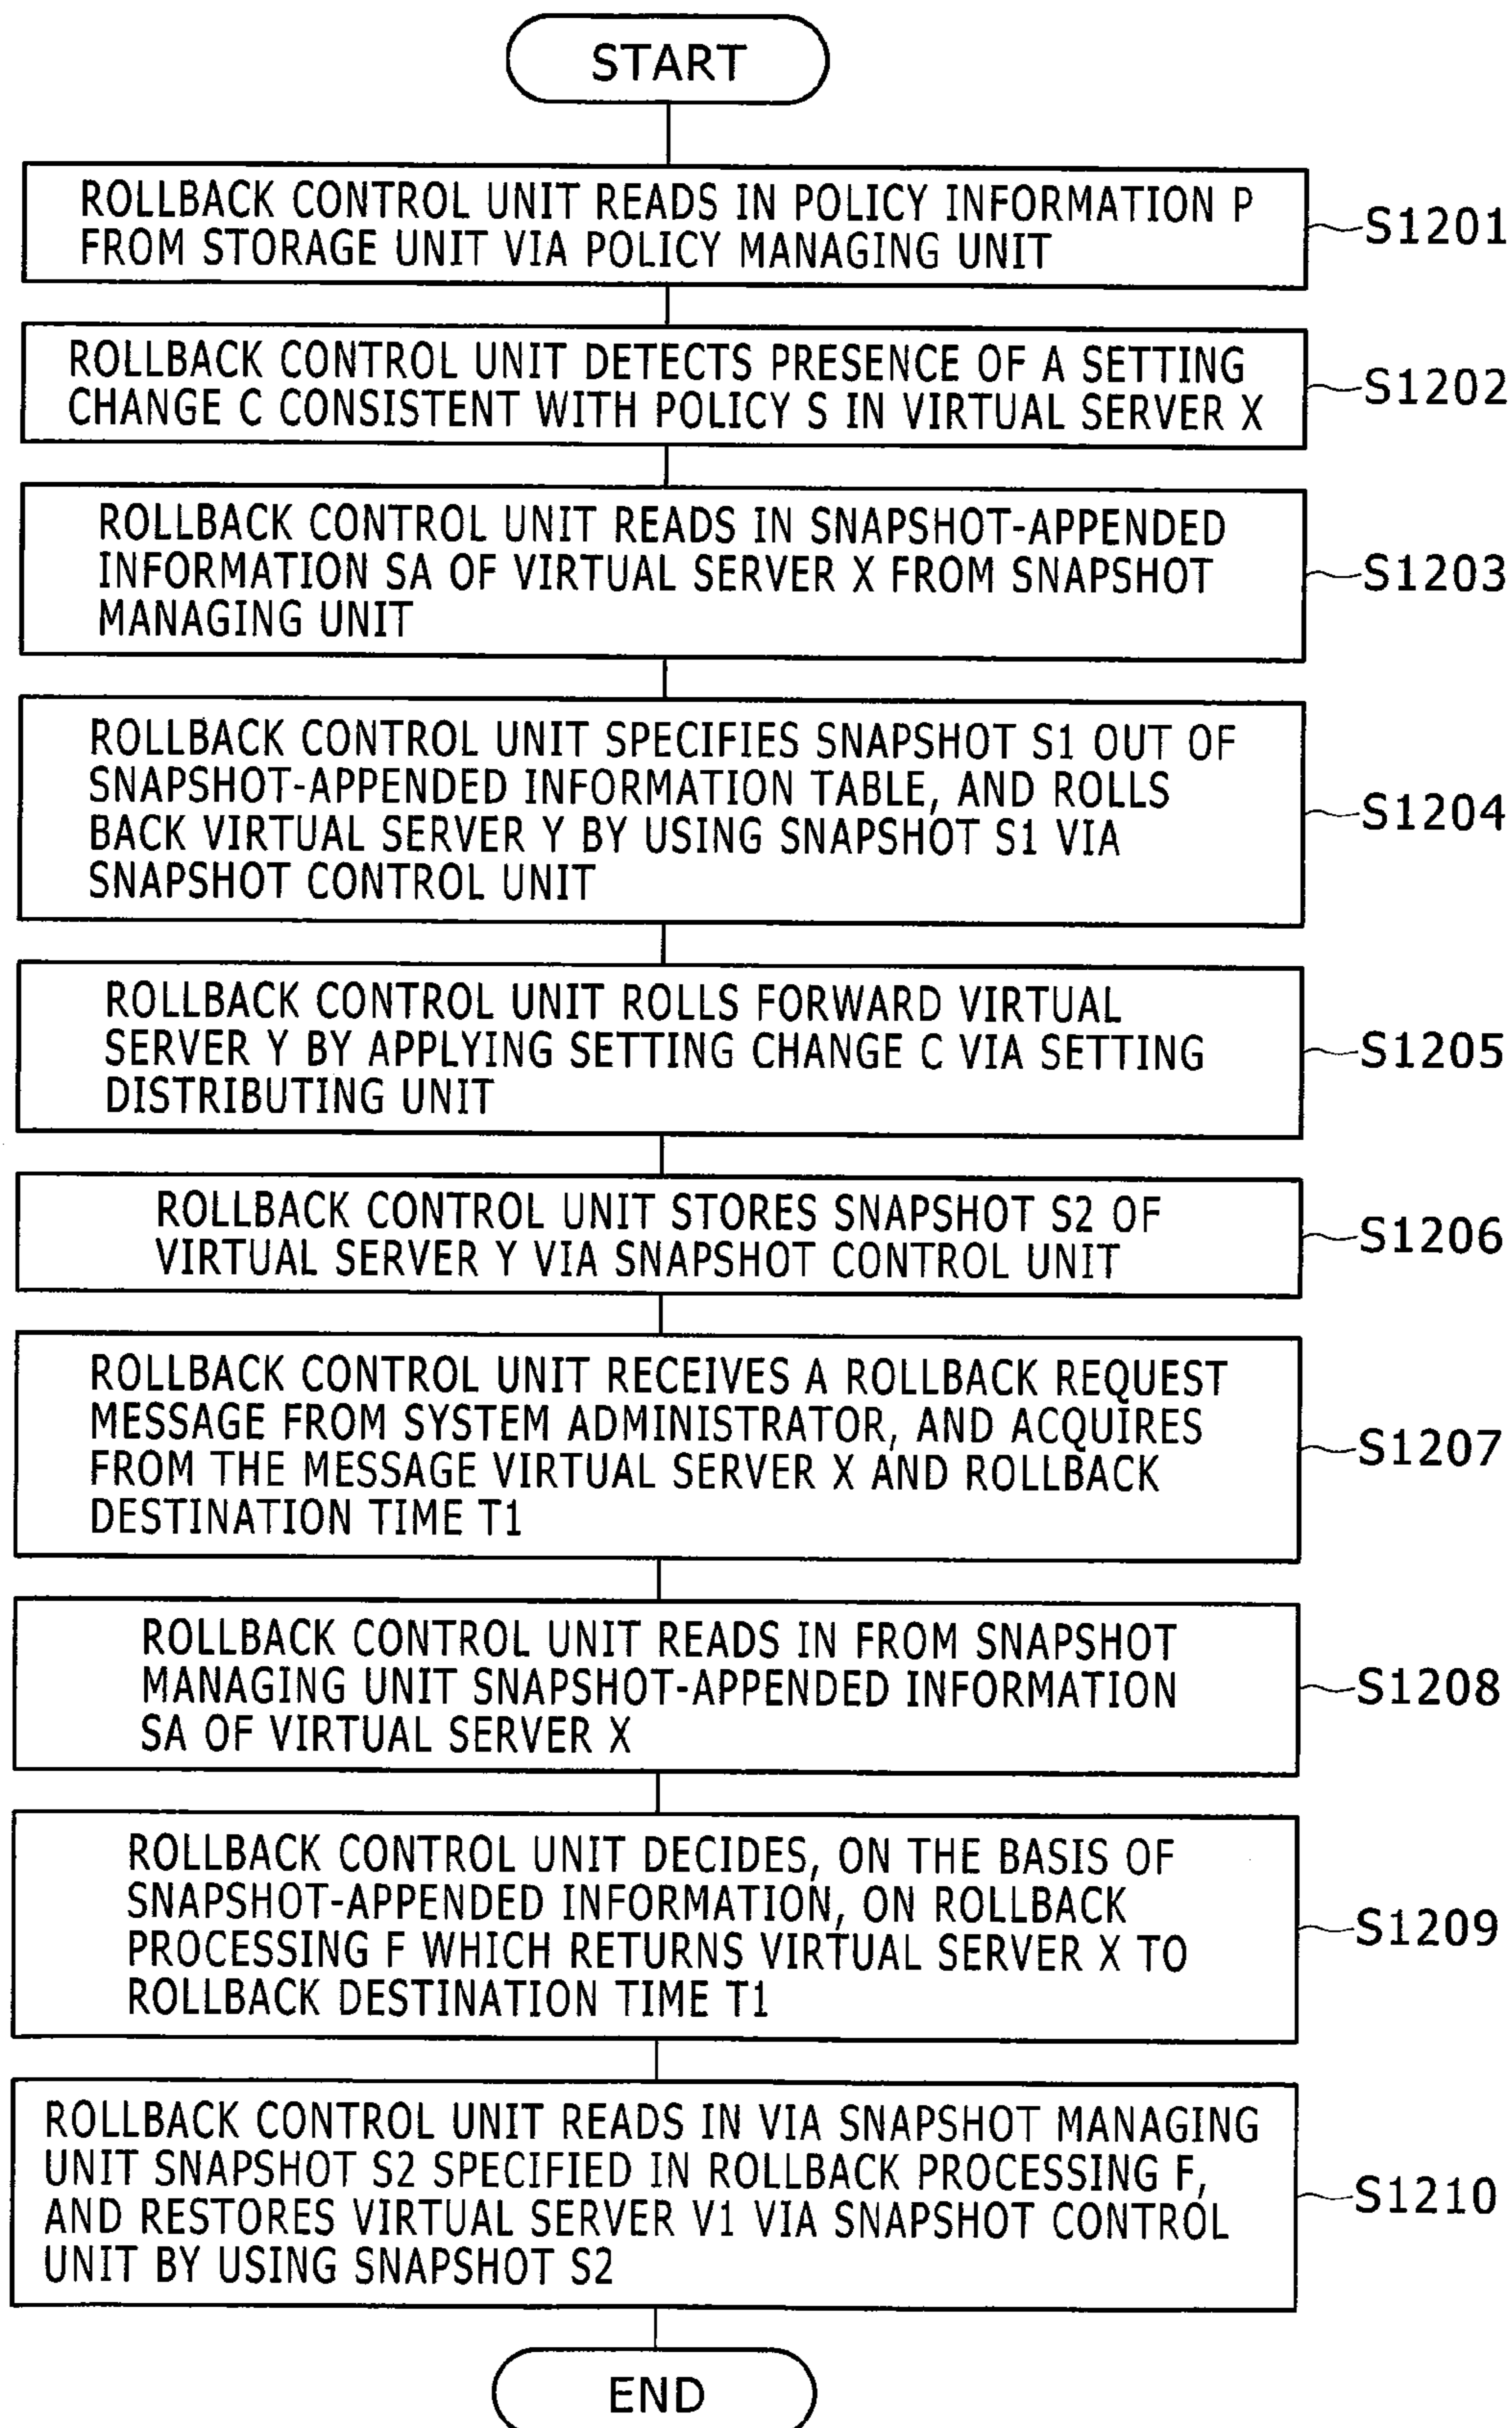 START
ROLLBACK CONTROL UNIT READS IN POLICY INFORMATION P
FROM STORAGE UNIT VIA POLICY MANAGING UNIT
S1201
ROLLBACK CONTROL UNIT DETECTS PRESENCE OF A SETTING
CHANGE C CONSISTENT WITH POLICY S IN VIRTUAL SERVER X
S1202
ROLLBACK CONTROL UNIT READS IN SNAPSHOT-APPENDED
INFORMATION SA OF VIRTUAL SERVER X FROM SNAPSHOT
MANAGING UNIT
S1203
ROLLBACK CONTROL UNIT SPECIFIES SNAPSHOT S1 OUT OF
SNAPSHOT-APPENDED INFORMATION TABLE, AND ROLLS
BACK VIRTUAL SERVER Y BY USING SNAPSHOT S1 VIA
SNAPSHOT CONTROL UNIT
S1204
ROLLBACK CONTROL UNIT ROLLS FORWARD VIRTUAL
SERVER Y BY APPLYING SETTING CHANGE C VIA SETTING
DISTRIBUTING UNIT
S1205
ROLLBACK CONTROL UNIT STORES SNAPSHOT S2 OF
VIRTUAL SERVER Y VIA SNAPSHOT CONTROL UNIT
S1206
ROLLBACK CONTROL UNIT RECEIVES A ROLLBACK REQUEST
MESSAGE FROM SYSTEM ADMINISTRATOR, AND ACQUIRES
FROM THE MESSAGE VIRTUAL SERVER X AND ROLLBACK
DESTINATION TIME T1
S1207
ROLLBACK CONTROL UNIT READS IN FROM SNAPSHOT
MANAGING UNIT SNAPSHOT-APPENDED INFORMATION
SA OF VIRTUAL SERVER X
S1208
ROLLBACK CONTROL UNIT DECIDES, ON THE BASIS OF
SNAPSHOT-APPENDED INFORMATION, ON ROLLBACK
PROCESSING F WHICH RETURNS VIRTUAL SERVER X TO
ROLLBACK DESTINATION TIME T1
S1209
ROLLBACK CONTROL UNIT READS IN VIA SNAPSHOT MANAGING
UNIT SNAPSHOT S2 SPECIFIED IN ROLLBACK PROCESSING F,
AND RESTORES VIRTUAL SERVER V1 VIA SNAPSHOT CONTROL
UNIT BY USING SNAPSHOT S2
S1210
END